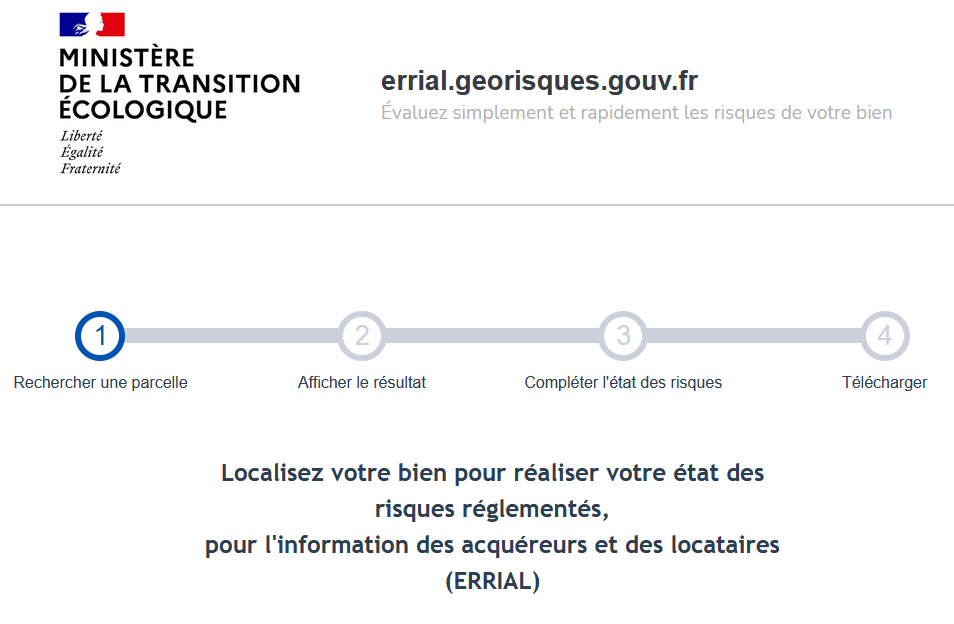 MINISTÈRE
DE LA TRANSITION
ÉCOLOGIQUE
Liberté
Égalité
Fraternité
errial.georisques.gouv.fr
Évaluez simplement et rapidement les risques de votre bien
1
2
3
4
Rechercher une parcelle
Afficher le résultat
Compléter l'état des risques
Télécharger
Localisez votre bien pour réaliser votre état des
risques réglementés,
pour l'information des acquéreurs et des locataires
(ERRIAL)